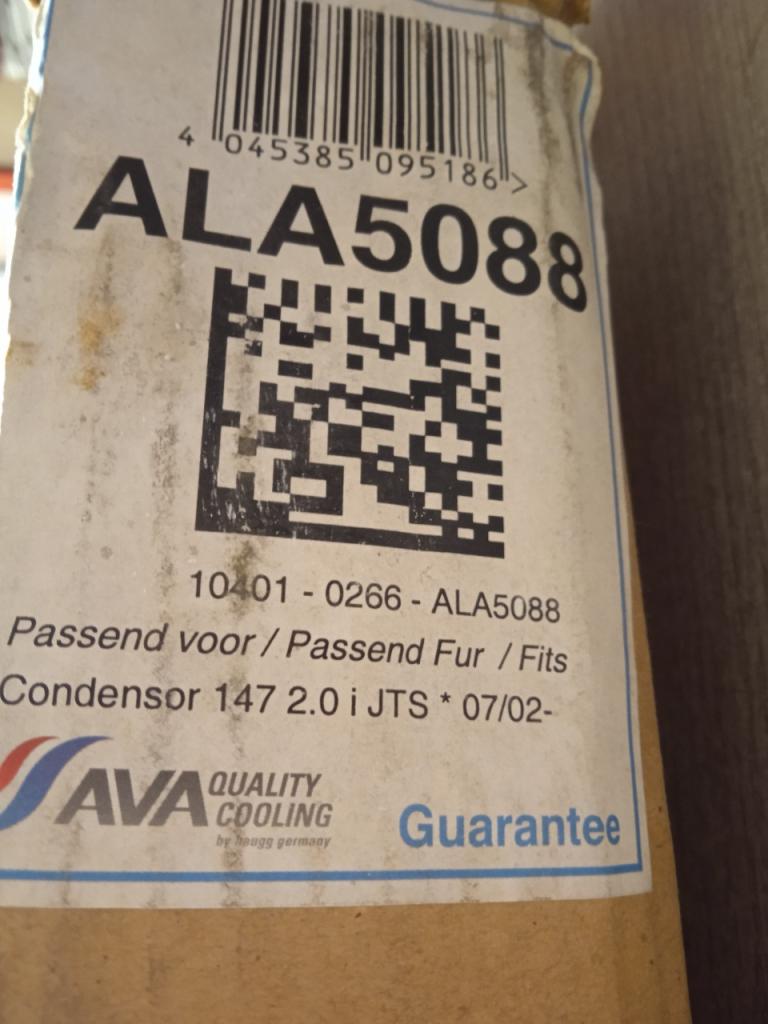 4 045385 095186 >
ALA5088
10401 - 0266 - ALA5088
Passend voor / Passend Fur / Fits
Condensor 147 2.0 i JTS * 07/02-
AVA QUALITY COOLING
by haugg germany
Guarantee